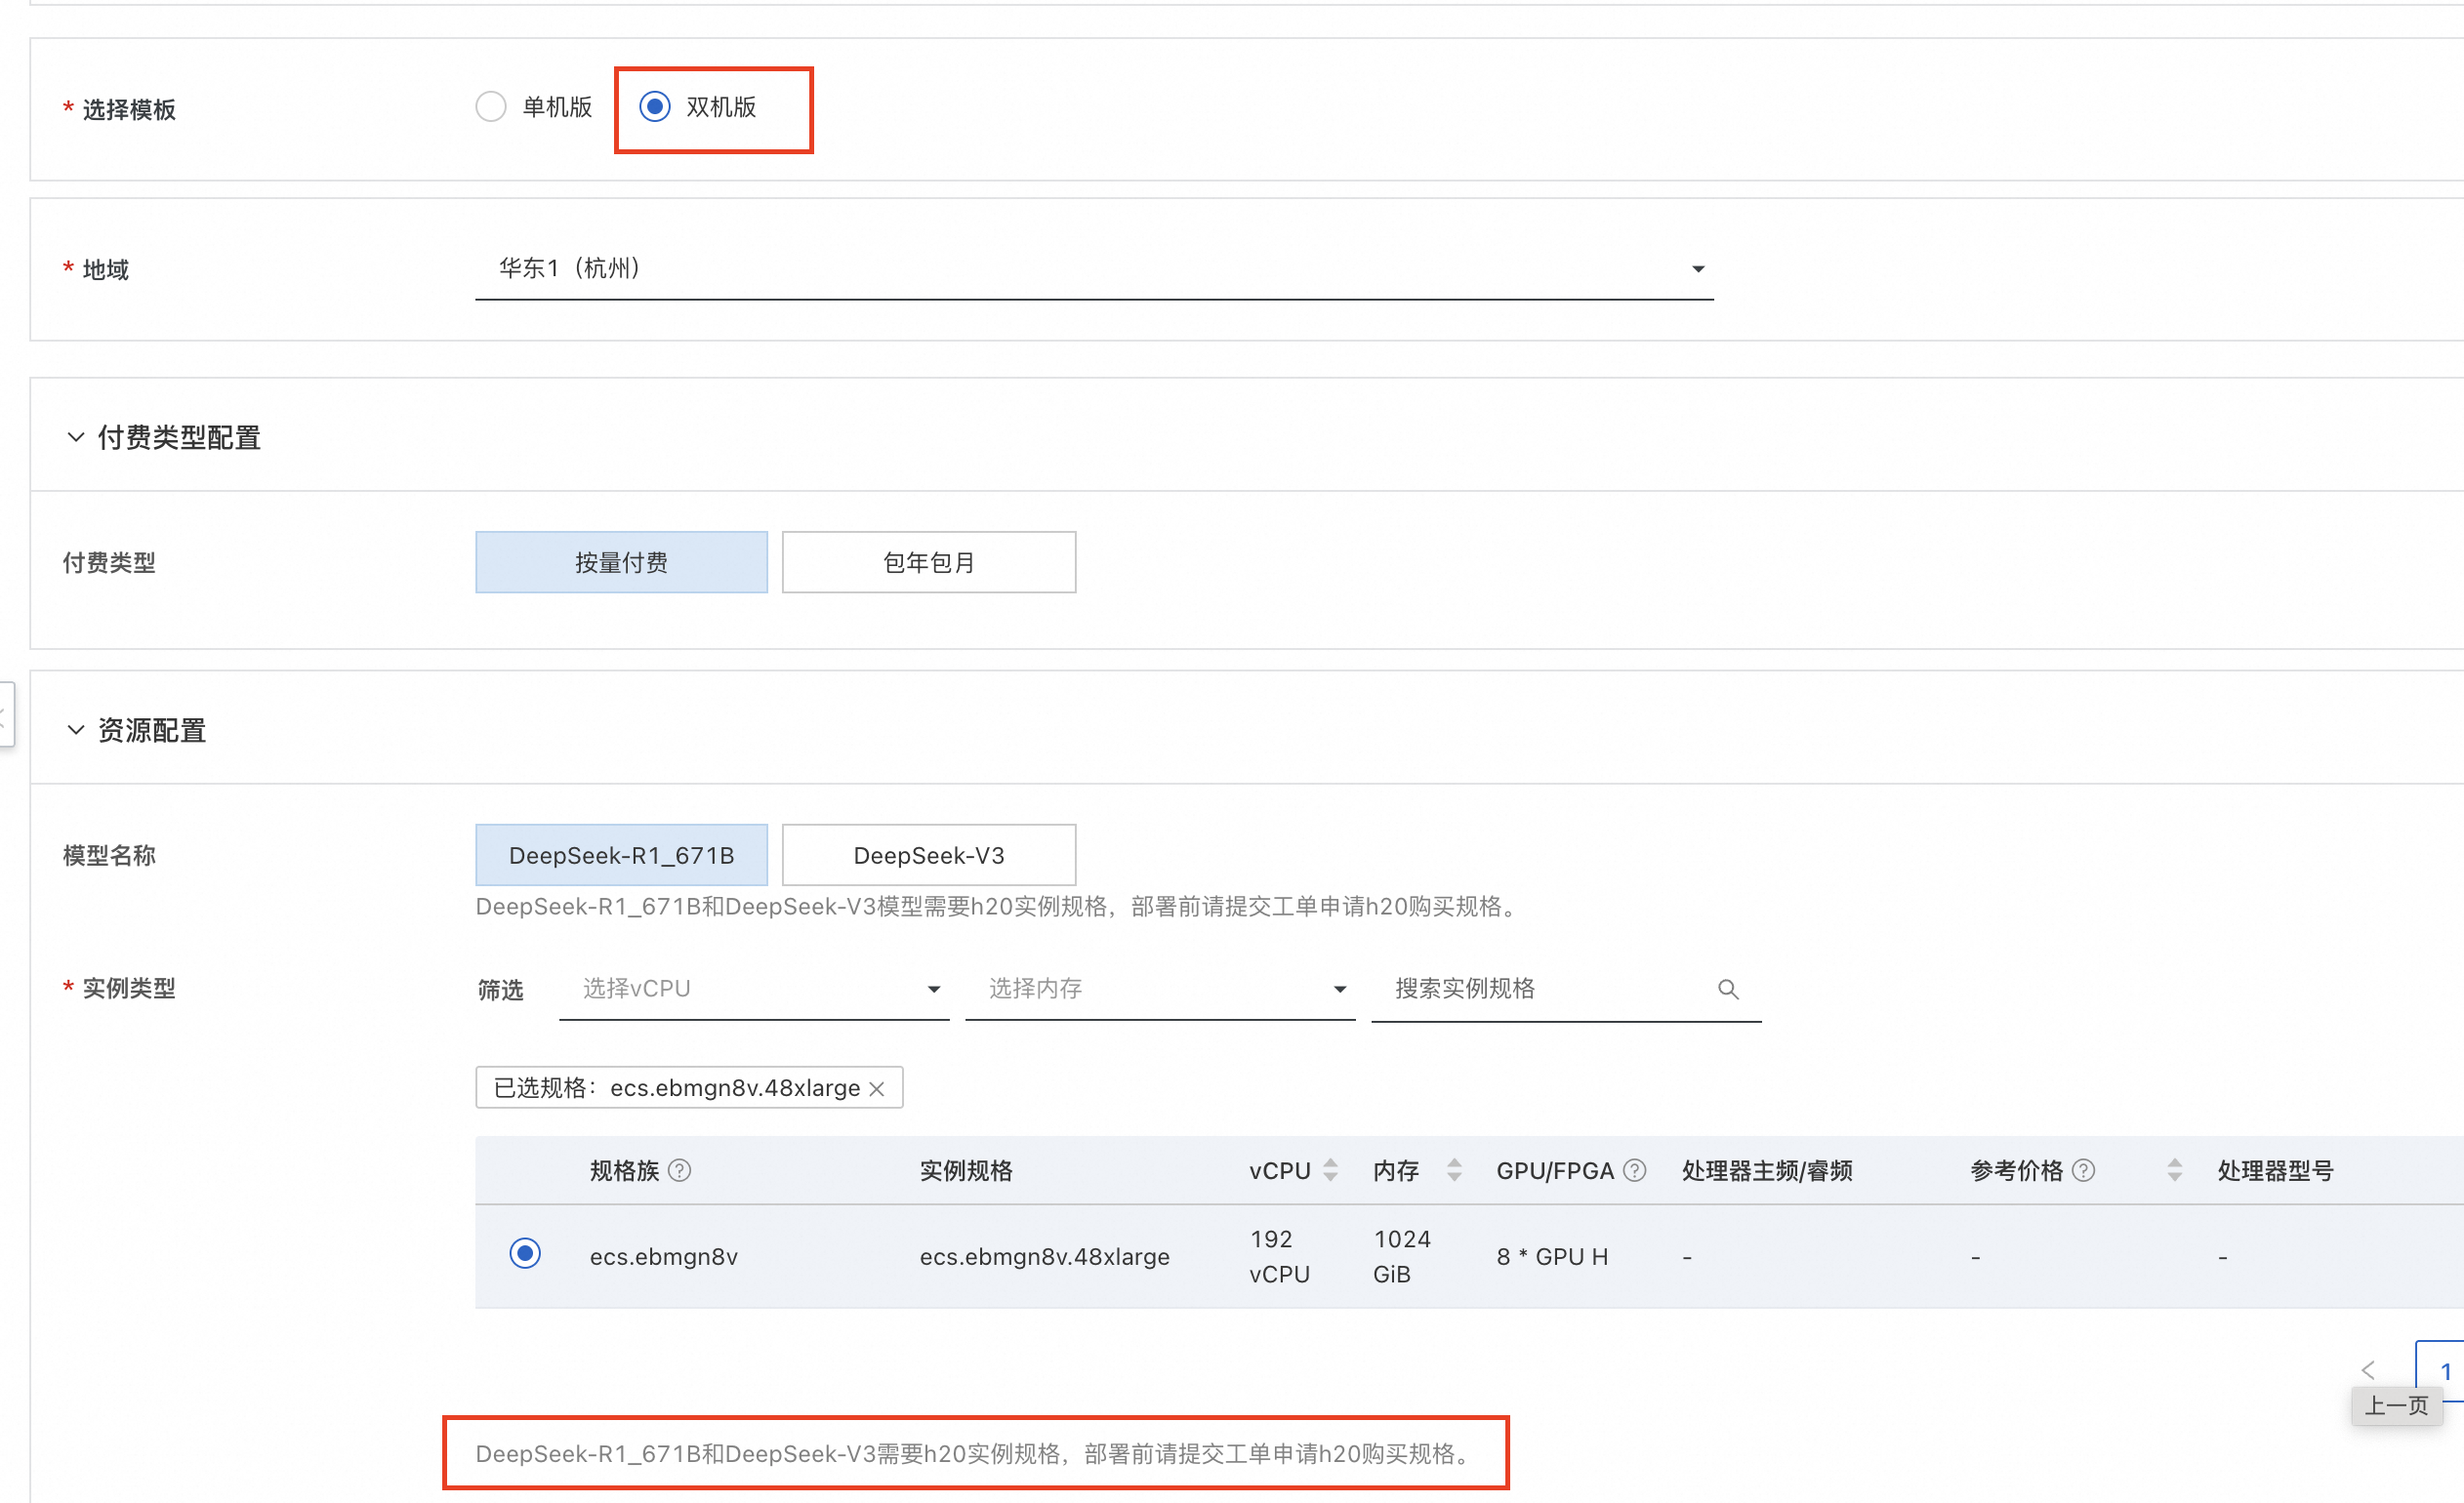 * 选择模板 单机版 双机版
* 地域 华东1（杭州）
付费类型配置
付费类型 按量付费 包年包月
资源配置
模型名称 DeepSeek-R1_671B DeepSeek-V3
DeepSeek-R1_671B和DeepSeek-V3模型需要h20实例规格，部署前请提交工单申请h20购买规格。
* 实例类型 筛选 选择vCPU 选择内存 搜索实例规格
已选规格：ecs.ebmgn8v.48xlarge
规格族 实例规格 vCPU 内存 GPU/FPGA 处理器主频/睿频 参考价格 处理器型号
ecs.ebmgn8v ecs.ebmgn8v.48xlarge 192 vCPU 1024 GiB 8 * GPU H - - -
1
上一页
DeepSeek-R1_671B和DeepSeek-V3需要h20实例规格，部署前请提交工单申请h20购买规格。